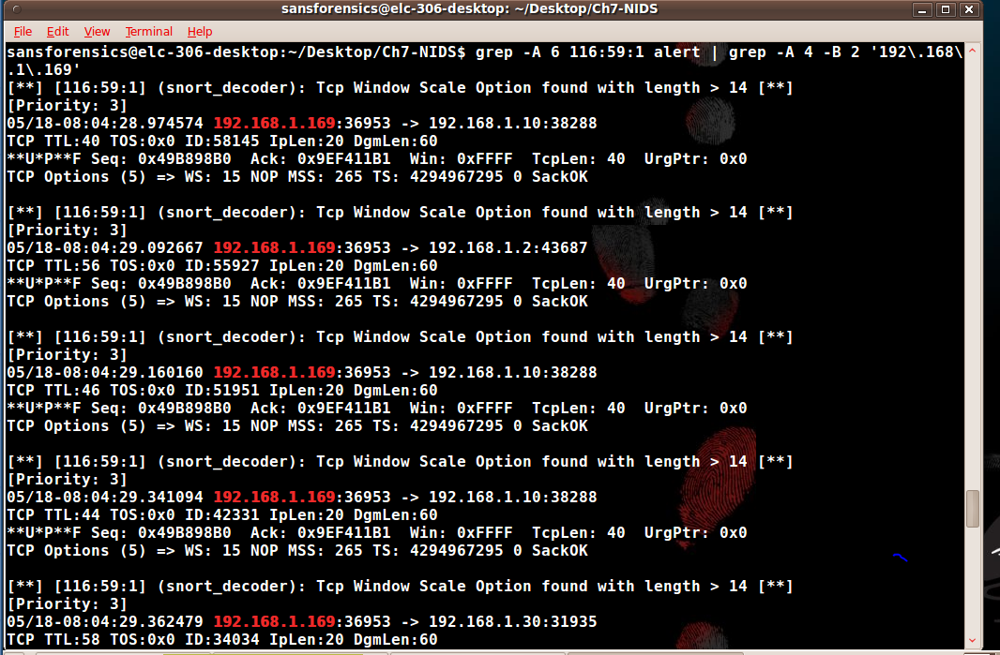 sansforensics@elc-306-desktop: ~/Desktop/Ch7-NIDS
File Edit View Terminal Help
sansforensics@elc-306-desktop:~/Desktop/Ch7-NIDS$ grep -A 6 116:59:1 alert | grep -A 4 -B 2 '192\.168\
.1\.169'
[**] [116:59:1] (snort_decoder): Tcp Window Scale Option found with length > 14 [**]
[Priority: 3]
05/18-08:04:28.974574 192.168.1.169:36953 -> 192.168.1.10:38288
TCP TTL:40 TOS:0x0 ID:58145 IpLen:20 DgmLen:60
**U*P**F Seq: 0x49B898B0  Ack: 0x9EF411B1  Win: 0xFFFF  TcpLen: 40  UrgPtr: 0x0
TCP Options (5) => WS: 15 NOP MSS: 265 TS: 4294967295 0 SackOK
[**] [116:59:1] (snort_decoder): Tcp Window Scale Option found with length > 14 [**]
[Priority: 3]
05/18-08:04:29.092667 192.168.1.169:36953 -> 192.168.1.2:43687
TCP TTL:56 TOS:0x0 ID:55927 IpLen:20 DgmLen:60
**U*P**F Seq: 0x49B898B0  Ack: 0x9EF411B1  Win: 0xFFFF  TcpLen: 40  UrgPtr: 0x0
TCP Options (5) => WS: 15 NOP MSS: 265 TS: 4294967295 0 SackOK
[**] [116:59:1] (snort_decoder): Tcp Window Scale Option found with length > 14 [**]
[Priority: 3]
05/18-08:04:29.160160 192.168.1.169:36953 -> 192.168.1.10:38288
TCP TTL:46 TOS:0x0 ID:51951 IpLen:20 DgmLen:60
**U*P**F Seq: 0x49B898B0  Ack: 0x9EF411B1  Win: 0xFFFF  TcpLen: 40  UrgPtr: 0x0
TCP Options (5) => WS: 15 NOP MSS: 265 TS: 4294967295 0 SackOK
[**] [116:59:1] (snort_decoder): Tcp Window Scale Option found with length > 14 [**]
[Priority: 3]
05/18-08:04:29.341094 192.168.1.169:36953 -> 192.168.1.10:38288
TCP TTL:44 TOS:0x0 ID:42331 IpLen:20 DgmLen:60
**U*P**F Seq: 0x49B898B0  Ack: 0x9EF411B1  Win: 0xFFFF  TcpLen: 40  UrgPtr: 0x0
TCP Options (5) => WS: 15 NOP MSS: 265 TS: 4294967295 0 SackOK
[**] [116:59:1] (snort_decoder): Tcp Window Scale Option found with length > 14 [**]
[Priority: 3]
05/18-08:04:29.362479 192.168.1.169:36953 -> 192.168.1.30:31935
TCP TTL:58 TOS:0x0 ID:34034 IpLen:20 DgmLen:60